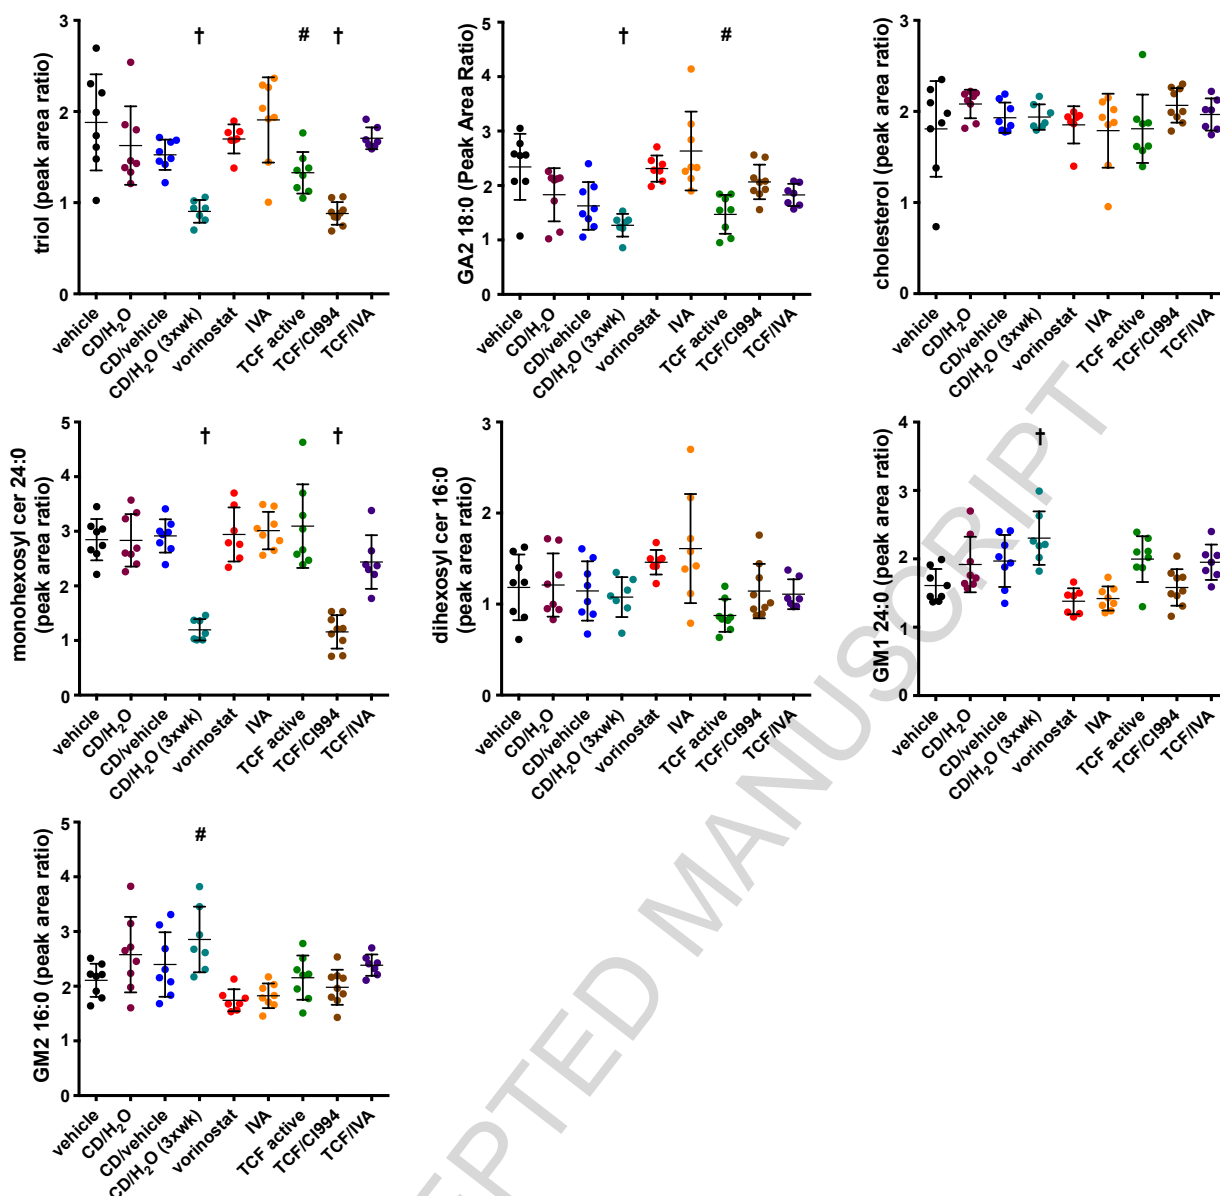 triol (peak area ratio)
3
2
1
0
†
#
†
vehicle
CD/H₂O
CD/vehicle
CD/H₂O (3xwk)
vorinostat
IVA
TCF active
TCF/CI994
TCF/IVA
GA2 18:0 (Peak Area Ratio)
5
4
3
2
1
0
†
#
vehicle
CD/H₂O
CD/vehicle
CD/H₂O (3xwk)
vorinostat
IVA
TCF active
TCF/CI994
TCF/IVA
cholesterol (peak area ratio)
3
2
1
0
vehicle
CD/H₂O
CD/vehicle
CD/H₂O (3xwk)
vorinostat
IVA
TCF active
TCF/CI994
TCF/IVA
monohexosyl cer 24:0
(peak area ratio)
5
4
3
2
1
0
†
†
vehicle
CD/H₂O
CD/vehicle
CD/H₂O (3xwk)
vorinostat
IVA
TCF active
TCF/CI994
TCF/IVA
dihexosyl cer 16:0
(peak area ratio)
3
2
1
0
vehicle
CD/H₂O
CD/vehicle
CD/H₂O (3xwk)
vorinostat
IVA
TCF active
TCF/CI994
TCF/IVA
GM1 24:0 (peak area ratio)
4
3
2
1
0
†
vehicle
CD/H₂O
CD/vehicle
CD/H₂O (3xwk)
vorinostat
IVA
TCF active
TCF/CI994
TCF/IVA
GM2 16:0 (peak area ratio)
5
4
3
2
1
0
#
vehicle
CD/H₂O
CD/vehicle
CD/H₂O (3xwk)
vorinostat
IVA
TCF active
TCF/CI994
TCF/IVA
EPTED MANUSCRIPT